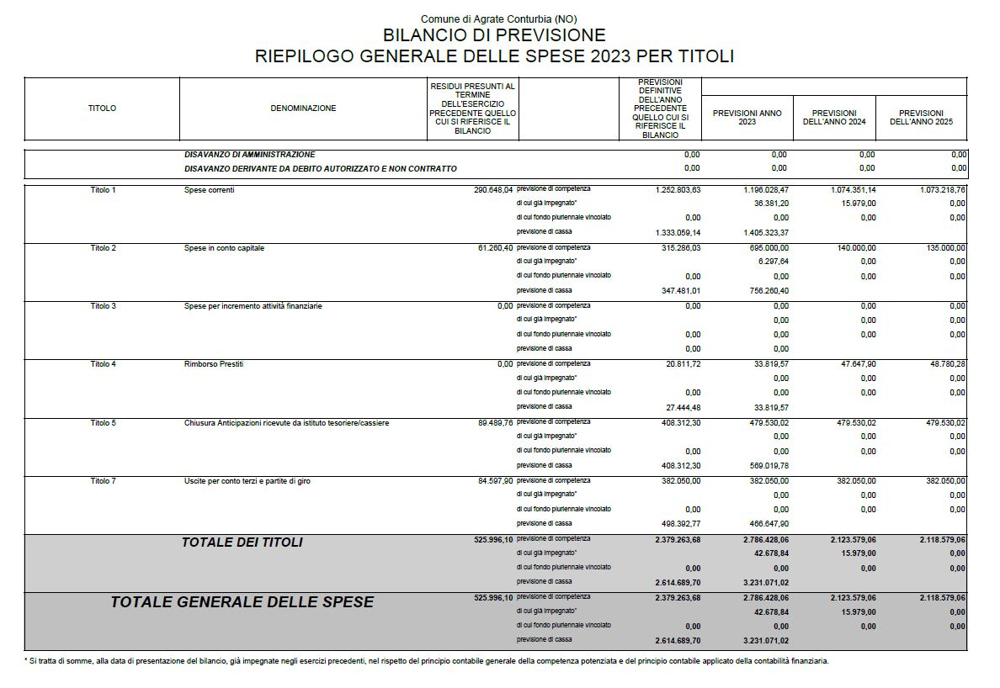 Comune di Agrate Conturbia (NO)
BILANCIO DI PREVISIONE
RIEPILOGO GENERALE DELLE SPESE 2023 PER TITOLI
TITOLO
DENOMINAZIONE
RESIDUI PRESUNTI AL
TERMINE
DELL'ESERCIZIO
PRECEDENTE QUELLO
CUI SI RIFERISCE IL
BILANCIO
PREVISIONI
DEFINITIVE
DELL'ANNO
PRECEDENTE
QUELLO CUI SI
RIFERISCE IL
BILANCIO
PREVISIONI ANNO
2023
PREVISIONI
DELL'ANNO 2024
PREVISIONI
DELL'ANNO 2025
DISAVANZO DI AMMINISTRAZIONE 0,00 0,00 0,00 0,00
DISAVANZO DERIVANTE DA DEBITO AUTORIZZATO E NON CONTRATTO 0,00 0,00 0,00 0,00
Titolo 1 Spese correnti 290.648,04 previsione di competenza 1.252.803,63 1.196.028,47 1.074.351,14 1.073.218,76
di cui già impegnato* 36.381,20 15.979,00 0,00
di cui fondo pluriennale vincolato 0,00 0,00 0,00 0,00
previsione di cassa 1.333.059,14 1.405.323,37
Titolo 2 Spese in conto capitale 61.260,40 previsione di competenza 315.286,03 695.000,00 140.000,00 135.000,00
di cui già impegnato* 6.297,64 0,00 0,00
di cui fondo pluriennale vincolato 0,00 0,00 0,00 0,00
previsione di cassa 347.481,01 756.260,40
Titolo 3 Spese per incremento attività finanziarie 0,00 previsione di competenza 0,00 0,00 0,00 0,00
di cui già impegnato* 0,00 0,00 0,00
di cui fondo pluriennale vincolato 0,00 0,00 0,00 0,00
previsione di cassa 0,00 0,00
Titolo 4 Rimborso Prestiti 0,00 previsione di competenza 20.811,72 33.819,57 47.647,90 48.780,28
di cui già impegnato* 0,00 0,00 0,00
di cui fondo pluriennale vincolato 0,00 0,00 0,00 0,00
previsione di cassa 27.444,48 33.819,57
Titolo 5 Chiusura Anticipazioni ricevute da istituto tesoriere/cassiere 89.489,76 previsione di competenza 408.312,30 479.530,02 479.530,02 479.530,02
di cui già impegnato* 0,00 0,00 0,00
di cui fondo pluriennale vincolato 0,00 0,00 0,00 0,00
previsione di cassa 408.312,30 569.019,78
Titolo 7 Uscite per conto terzi e partite di giro 84.597,90 previsione di competenza 382.050,00 382.050,00 382.050,00 382.050,00
di cui già impegnato* 0,00 0,00 0,00
di cui fondo pluriennale vincolato 0,00 0,00 0,00 0,00
previsione di cassa 498.392,77 466.647,90
TOTALE DEI TITOLI 525.996,10 previsione di competenza 2.379.263,68 2.786.428,06 2.123.579,06 2.118.579,06
di cui già impegnato* 42.678,84 15.979,00 0,00
di cui fondo pluriennale vincolato 0,00 0,00 0,00 0,00
previsione di cassa 2.614.689,70 3.231.071,02
TOTALE GENERALE DELLE SPESE 525.996,10 previsione di competenza 2.379.263,68 2.786.428,06 2.123.579,06 2.118.579,06
di cui già impegnato* 42.678,84 15.979,00 0,00
di cui fondo pluriennale vincolato 0,00 0,00 0,00 0,00
previsione di cassa 2.614.689,70 3.231.071,02
* Si tratta di somme, alla data di presentazione del bilancio, già impegnate negli esercizi precedenti, nel rispetto del principio contabile generale della competenza potenziata e del principio contabile applicato della contabilità finanziaria.